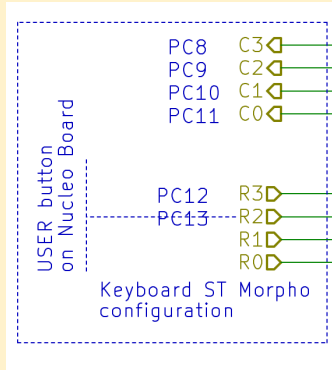 PC8 C3
PC9 C2
PC10 C1
PC11 C0
PC12 R3
PC13 R2
R1
R0
USER button
on Nucleo Board
Keyboard ST Morpho
configuration